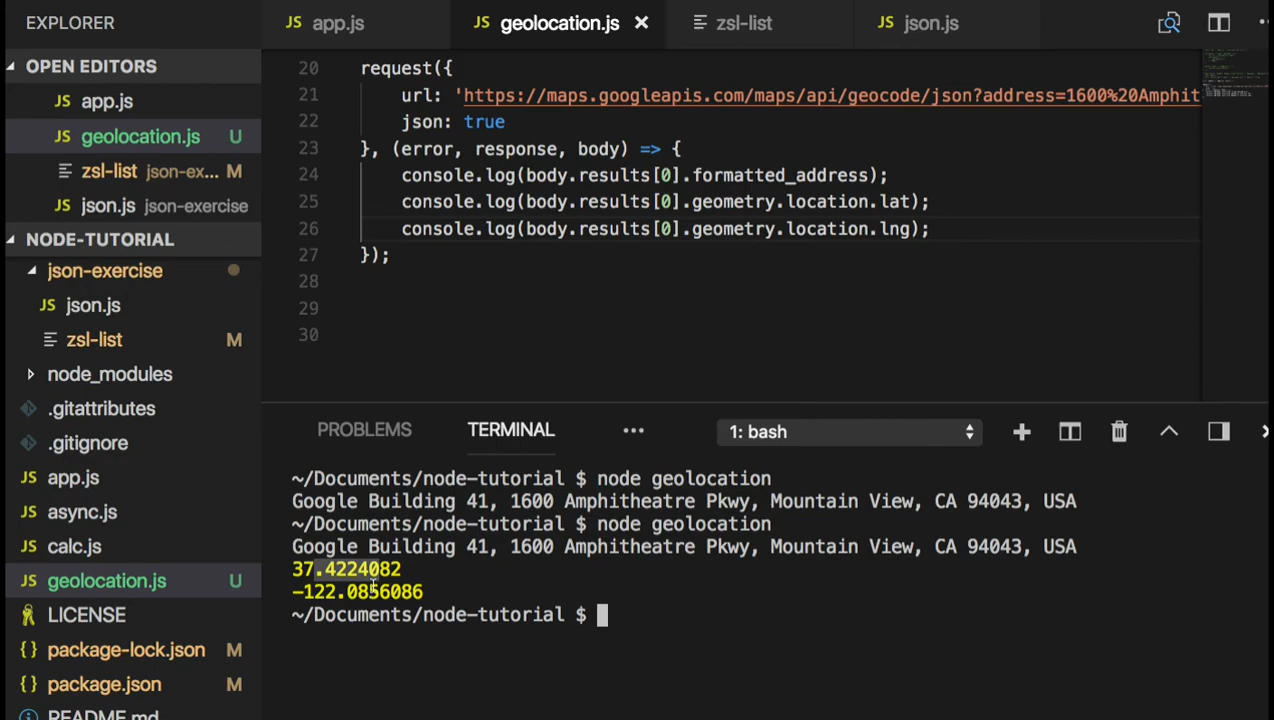 EXPLORER
JS app.js
JS geolocation.js
zsl-list
JS json.js
OPEN EDITORS
JS app.js
JS geolocation.js U
zsl-list json-ex... M
JS json.js json-exercise
NODE-TUTORIAL
json-exercise
JS json.js
zsl-list M
node_modules
.gitattributes
.gitignore
JS app.js
JS async.js
JS calc.js
JS geolocation.js U
LICENSE
{} package-lock.json M
{} package.json M
README.md
20 request({
21 url: 'https://maps.googleapis.com/maps/api/geocode/json?address=1600%20Amphit
22 json: true
23 }, (error, response, body) => {
24 console.log(body.results[0].formatted_address);
25 console.log(body.results[0].geometry.location.lat);
26 console.log(body.results[0].geometry.location.lng);
27 });
28
29
30
PROBLEMS TERMINAL ... 1: bash
~/Documents/node-tutorial $ node geolocation
Google Building 41, 1600 Amphitheatre Pkwy, Mountain View, CA 94043, USA
~/Documents/node-tutorial $ node geolocation
Google Building 41, 1600 Amphitheatre Pkwy, Mountain View, CA 94043, USA
37.4224082
-122.0856086
~/Documents/node-tutorial $